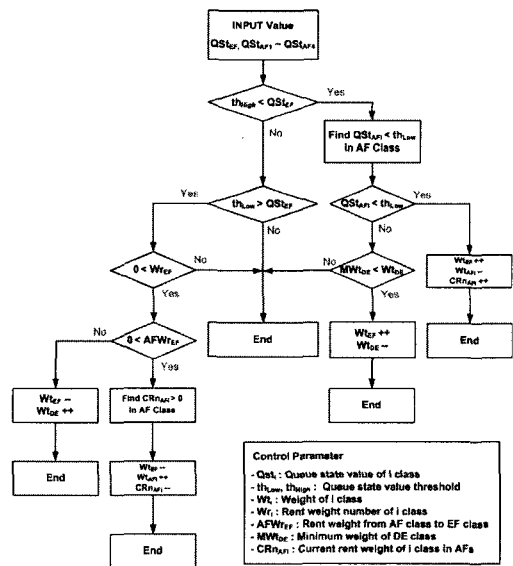 INPUT Value
QSt_EF, QSt_AF1 ~ QSt_AF4
th_High < QSt_EF
Yes
No
Find QSt_AFi < th_Low
in AF Class
th_Low > QSt_EF
Yes
No
QSt_AFi < th_Low
Yes
No
0 < Wr_EF
No
Yes
No
MWt_DE < Wt_DE
Yes
Wt_EF ++
Wt_AFi –
CRn_AFi ++
End
End
Wt_EF ++
Wt_DE –
End
0 < AFWr_EF
No
Yes
Wt_EF –
Wt_DE ++
End
Find CRn_AFi > 0
in AF Class
Wt_EF –
Wt_AFi ++
CRn_AFi –
End
Control Parameter
- Qst_i : Queue state value of i class
- th_Low, th_High : Queue state value threshold
- Wt_i : Weight of i class
- Wr_i : Rent weight number of i class
- AFWr_EF : Rent weight from AF class to EF class
- MWt_DE : Minimum weight of DE class
- CRn_AFi : Current rent weight of i class in AFs